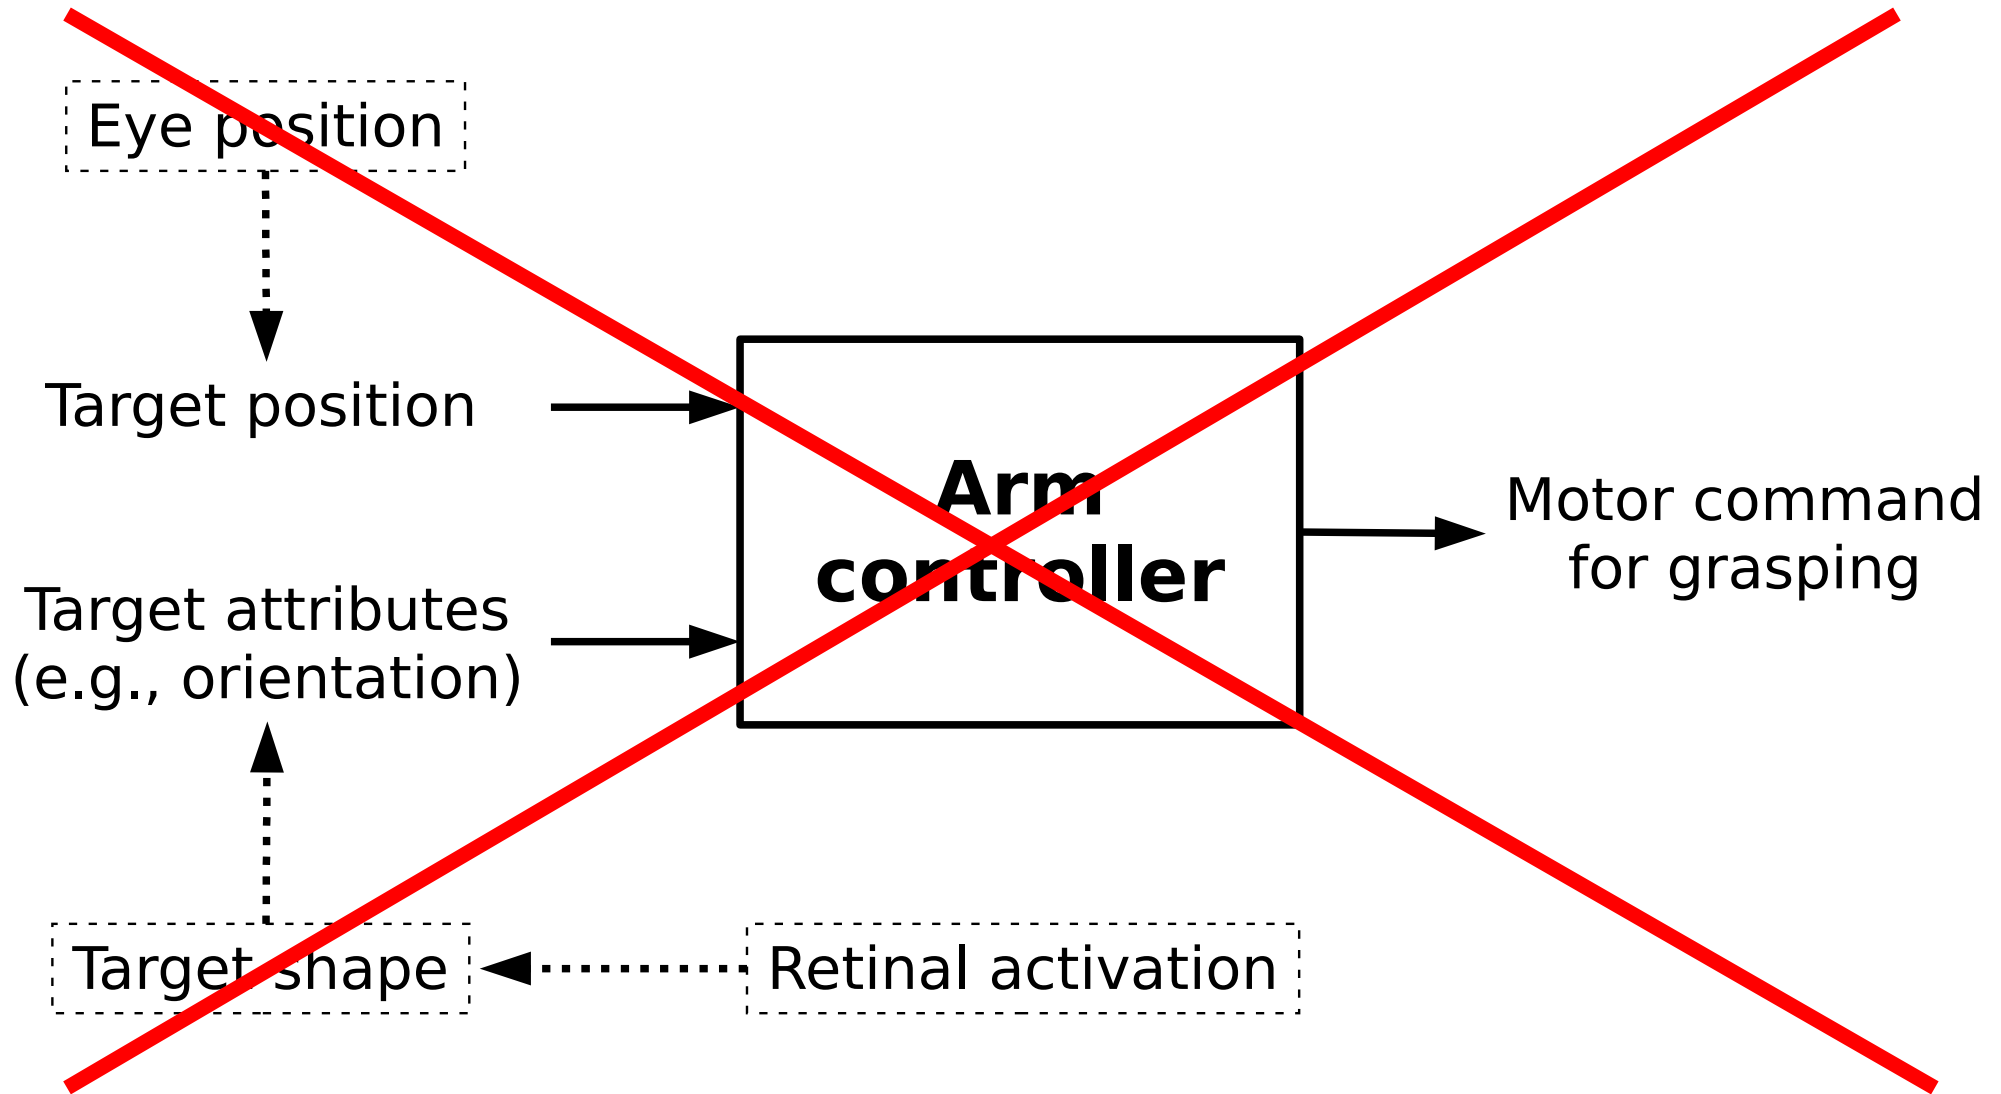 Eye position
Target position
Arm
controller
Motor command
for grasping
Target attributes
(e.g., orientation)
Target shape
Retinal activation